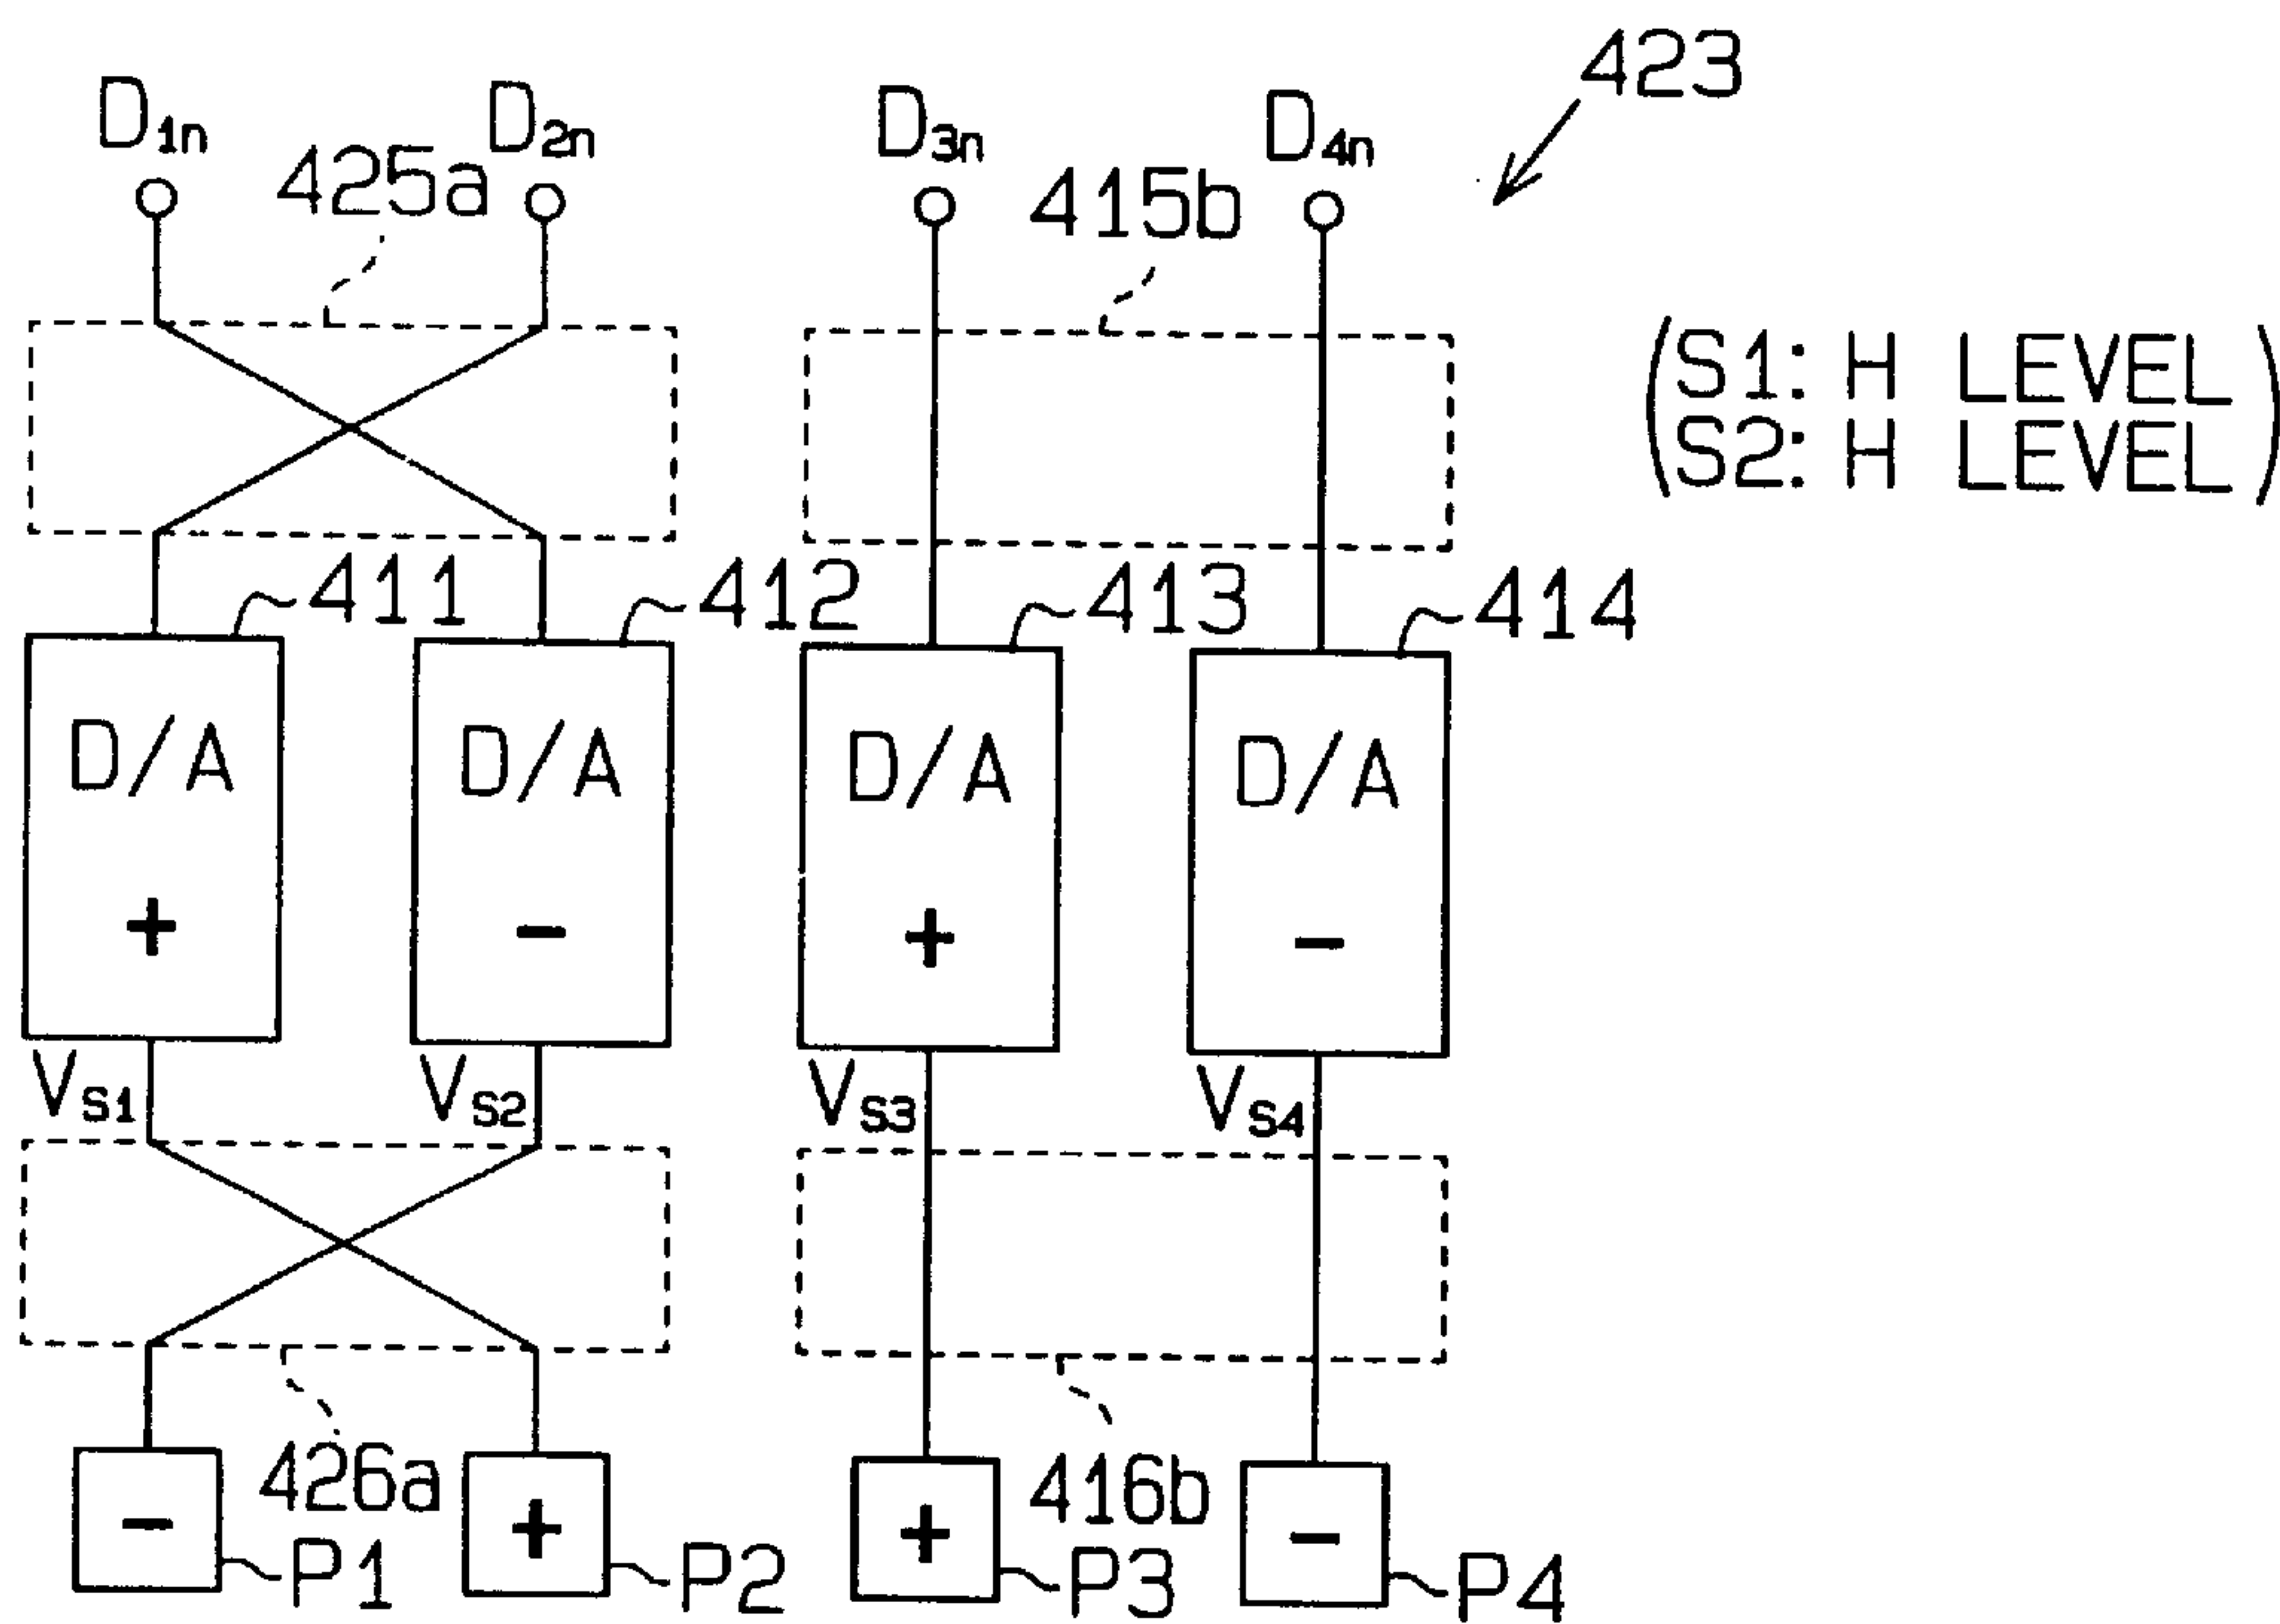 423
D1n
D2n
D3n
D4n
425a
415b
(S1: H LEVEL
S2: H LEVEL)
411
412
413
414
D/A
+
D/A
-
D/A
+
D/A
-
VS1
VS2
VS3
VS4
426a
416b
-
+
+
-
P1
P2
P3
P4